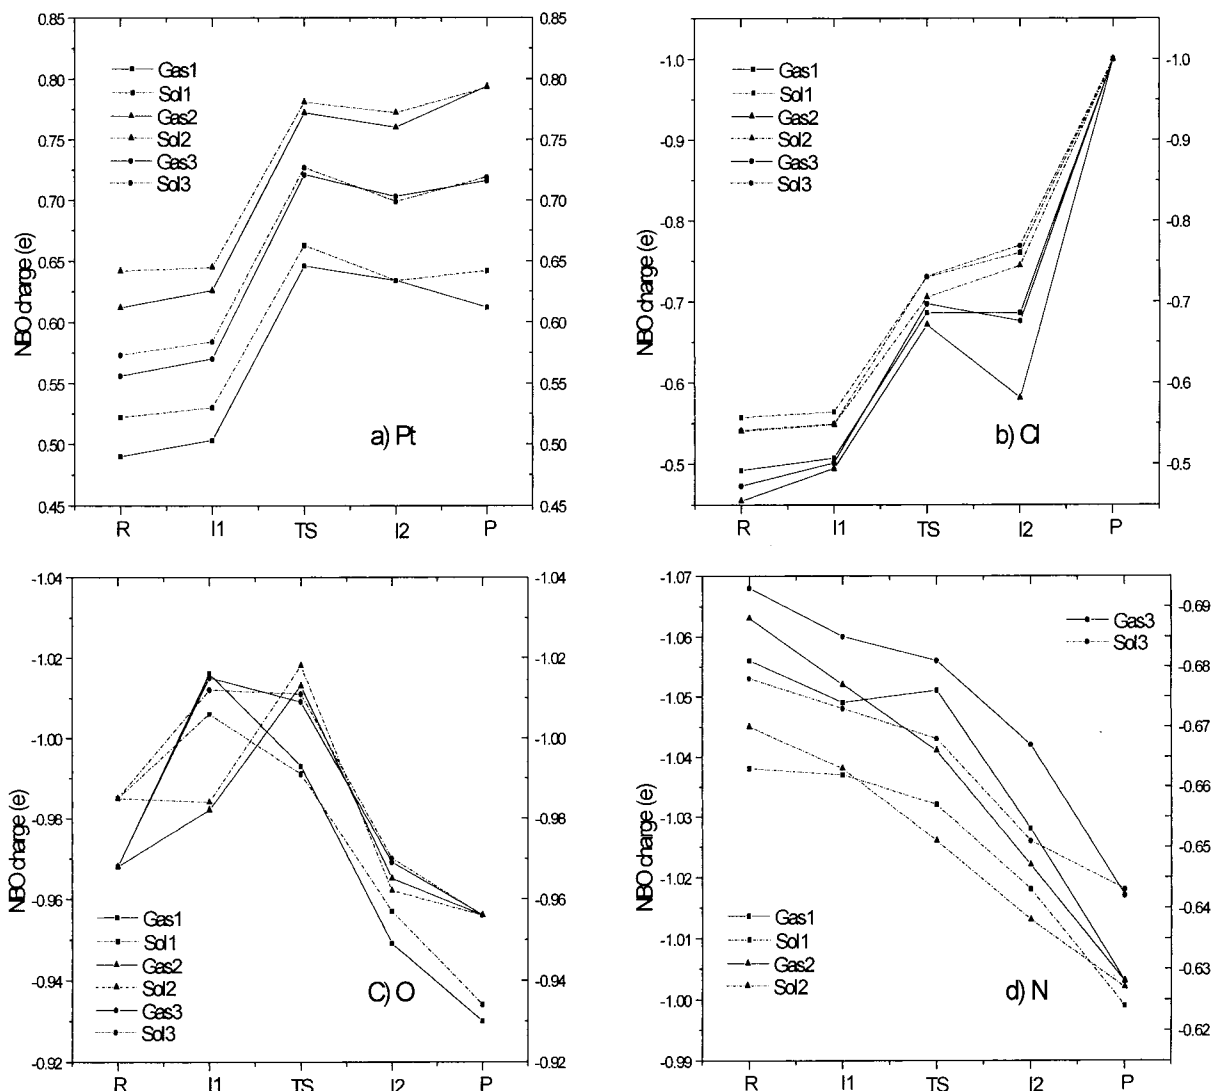 0.85
0.80
0.75
0.70
0.65
0.60
0.55
0.50
0.45
NBO charge (e)
Gas1
Sol1
Gas2
Sol2
Gas3
Sol3
a) Pt
0.85
0.80
0.75
0.70
0.65
0.60
0.55
0.50
0.45
R I1 TS I2 P
-1.0
-0.9
-0.8
-0.7
-0.6
-0.5
NBO charge (e)
Gas1
Sol1
Gas2
Sol2
Gas3
Sol3
b) Cl
-1.0
-0.9
-0.8
-0.7
-0.6
-0.5
R I1 TS I2 P
-1.04
-1.02
-1.00
-0.98
-0.96
-0.94
-0.92
NBO charge (e)
Gas1
Sol1
Gas2
Sol2
Gas3
Sol3
C) O
-1.04
-1.02
-1.00
-0.98
-0.96
-0.94
-0.92
R I1 TS I2 P
-1.07
-1.06
-1.05
-1.04
-1.03
-1.02
-1.01
-1.00
-0.99
NBO charge (e)
Gas3
Sol3
Gas1
Sol1
Gas2
Sol2
d) N
-0.69
-0.68
-0.67
-0.66
-0.65
-0.64
-0.63
-0.62
R I1 TS I2 P